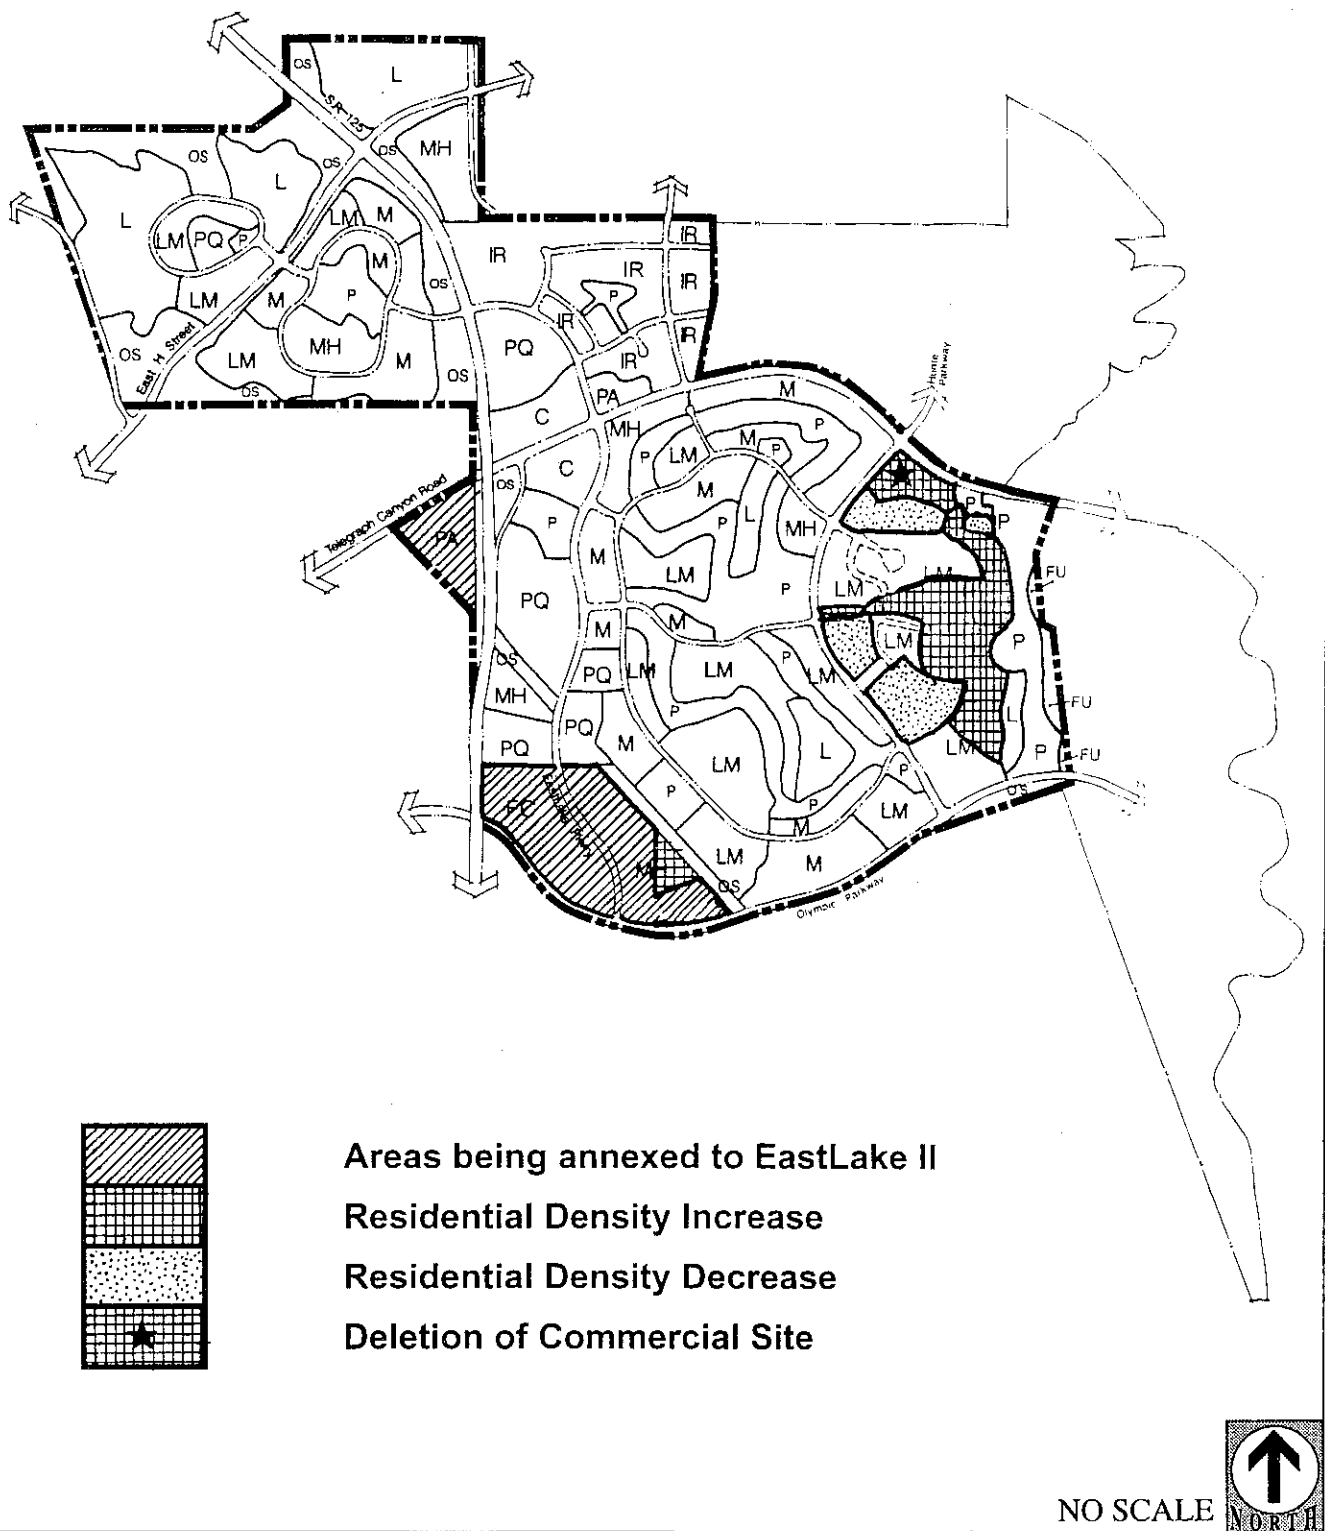 OS
L
SR-125
OS
OS
OS
MH
L
L
LM
M
LM
PQ
P
M
IR
IR
IR
IR
OS
LM
M
P
P
IR
IR
OS
LM
MH
M
PQ
IR
OS
OS
East H Street
PA
M
C
MH
P
M
P
P
LM
Hunte
Parkway
C
OS
M
Telegraph Canyon Road
P
P
L
MH
P
P
PA
M
LM
LM
FU
P
LM
PQ
M
M
LM
P
OS
PQ
LM
LM
P
LM
MH
P
L
FU
PQ
PQ
M
LM
L
LM
P
FU
P
P
OS
FC
P
LM
M
M
LM
M
OS
Olympic Parkway
Areas being annexed to EastLake II
Residential Density Increase
Residential Density Decrease
Deletion of Commercial Site
NO SCALE
NORTH